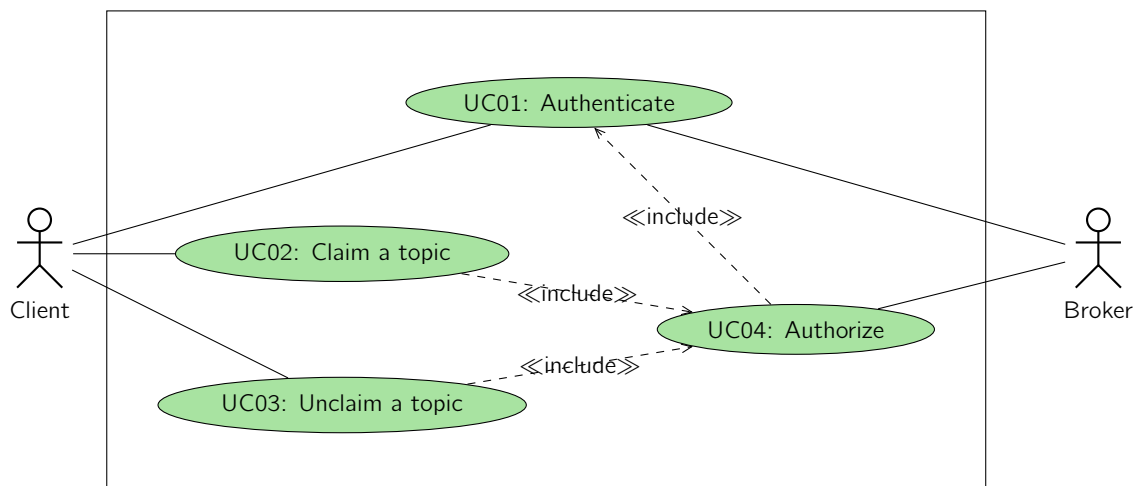 UC01: Authenticate
≪include≫
UC02: Claim a topic
≪include≫
Client
Broker
UC04: Authorize
≪include≫
UC03: Unclaim a topic